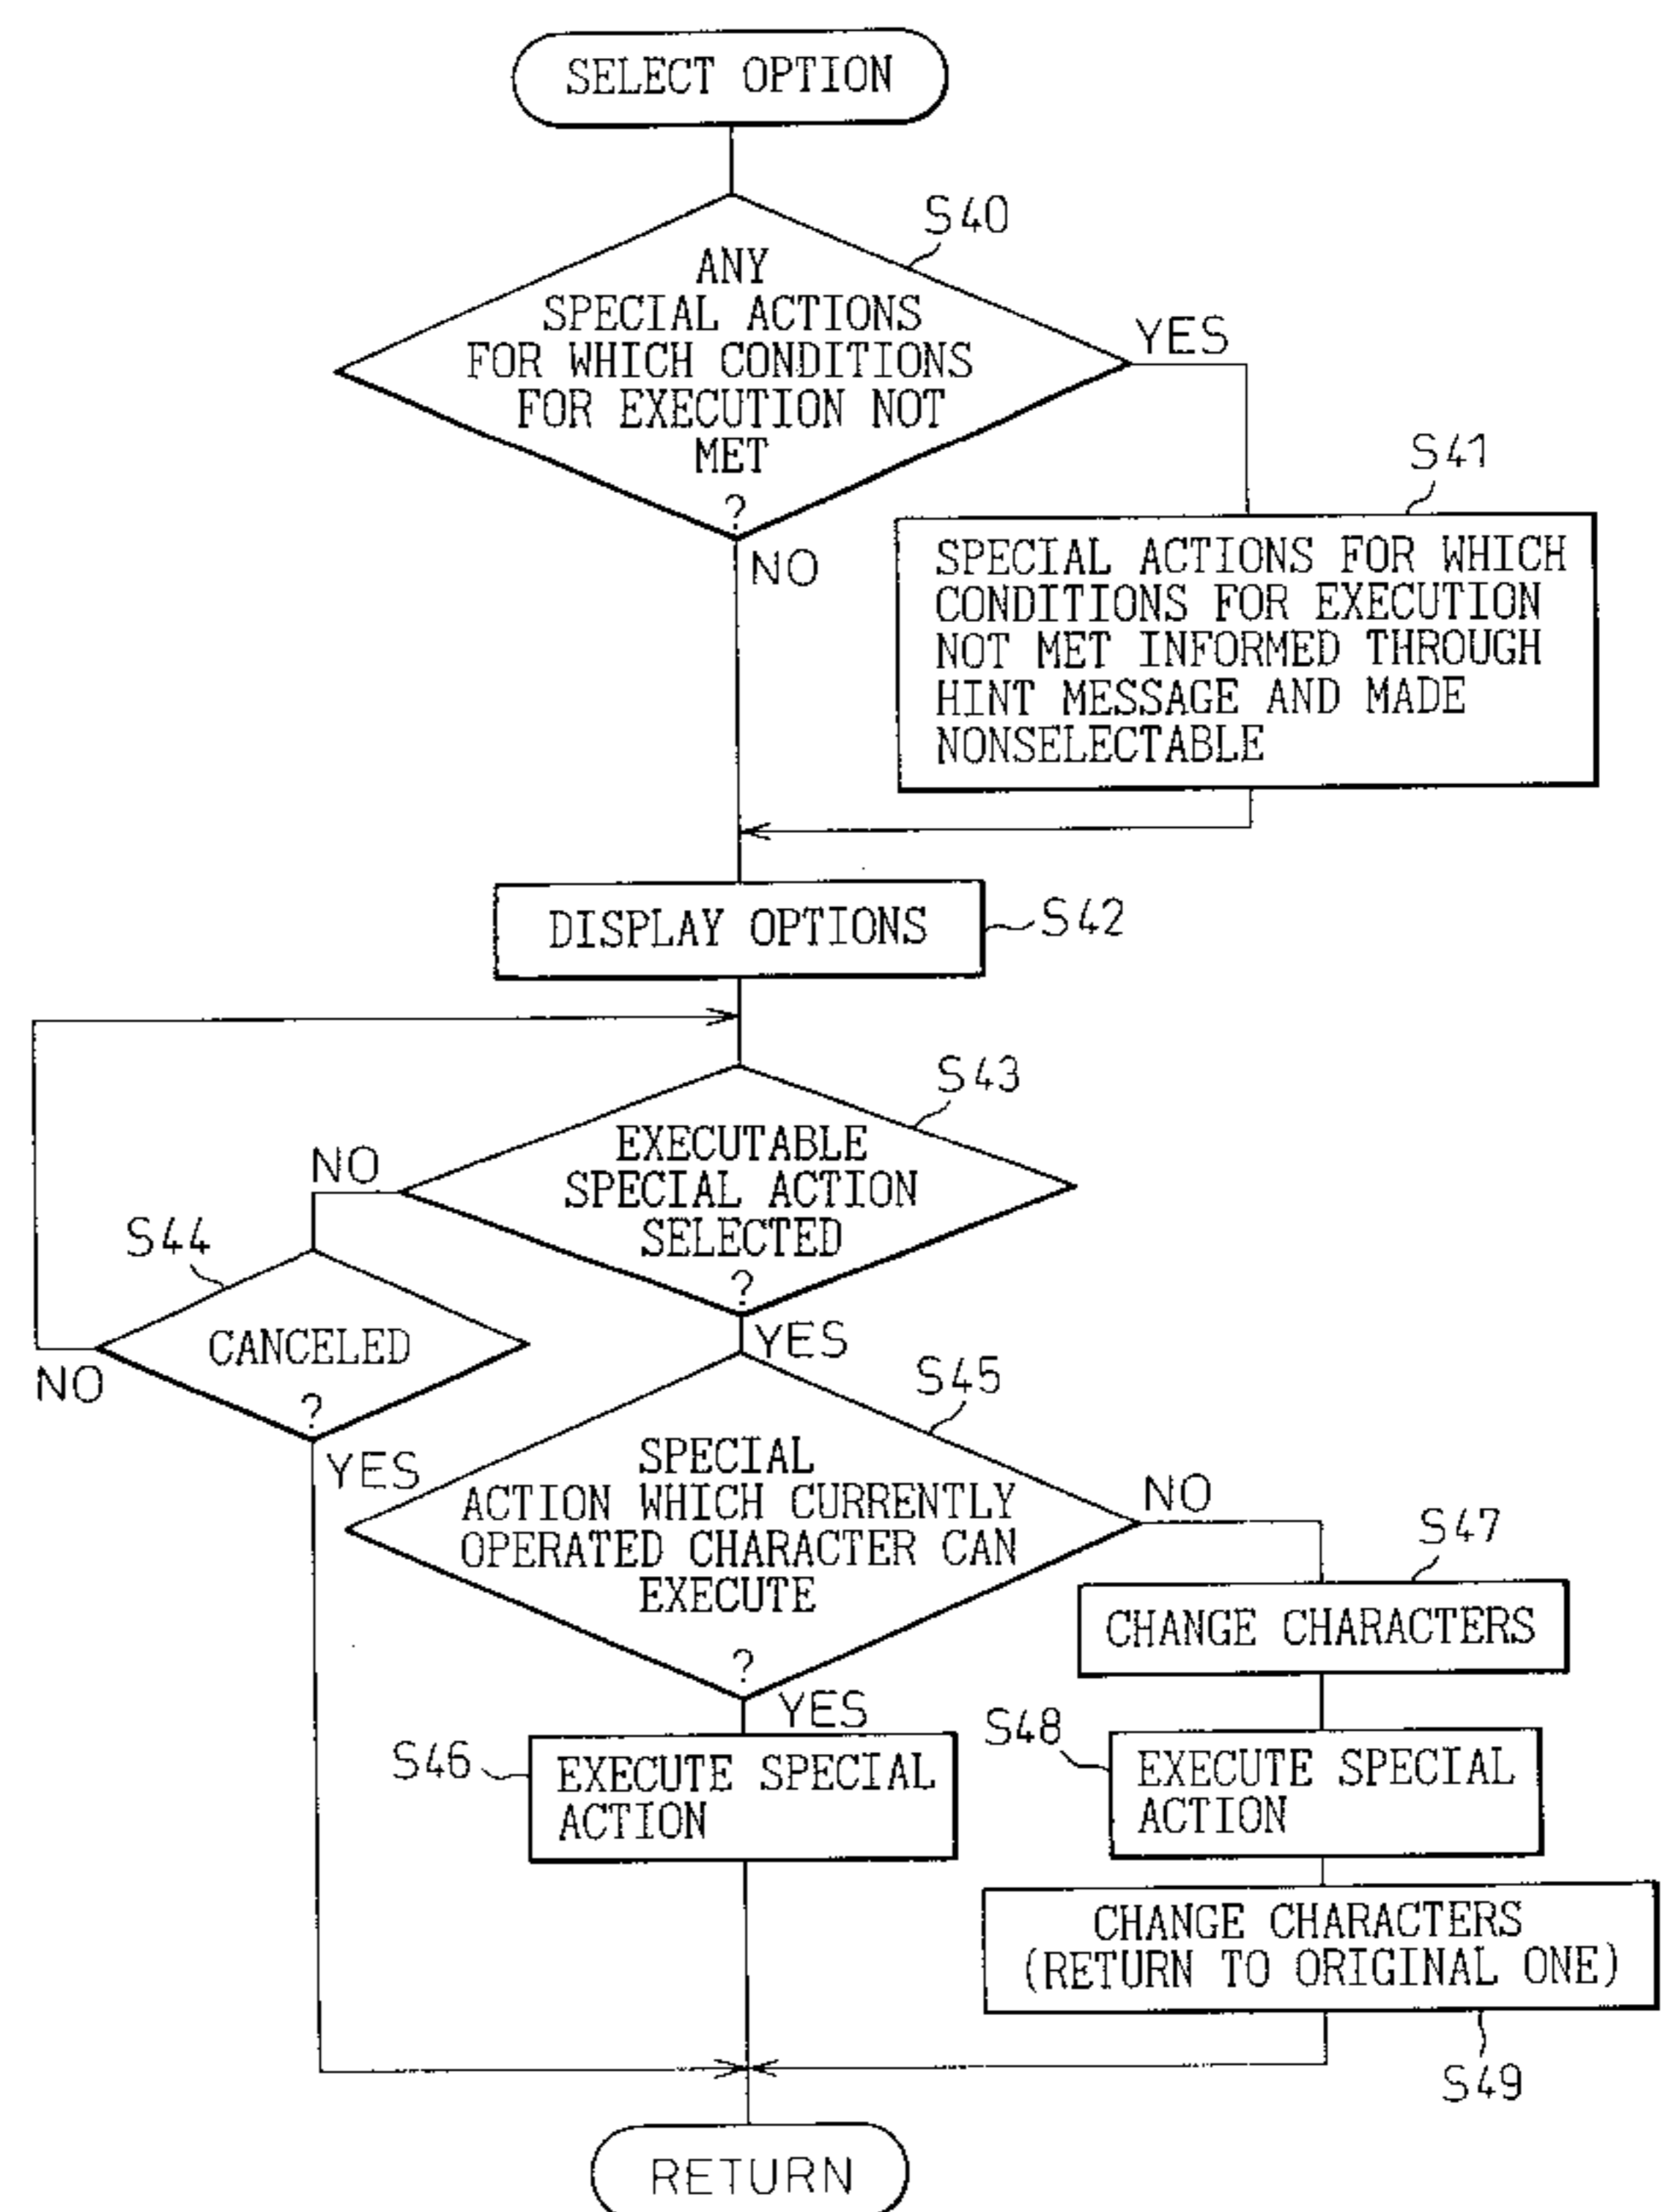 SELECT OPTION
S40
ANY
SPECIAL ACTIONS
FOR WHICH CONDITIONS
FOR EXECUTION NOT
MET
?
YES
NO
S41
SPECIAL ACTIONS FOR WHICH
CONDITIONS FOR EXECUTION
NOT MET INFORMED THROUGH
HINT MESSAGE AND MADE
NONSELECTABLE
DISPLAY OPTIONS
S42
S43
EXECUTABLE
SPECIAL ACTION
SELECTED
?
NO
YES
S44
CANCELED
?
NO
YES
S45
SPECIAL
ACTION WHICH CURRENTLY
OPERATED CHARACTER CAN
EXECUTE
?
NO
YES
S46
EXECUTE SPECIAL
ACTION
S47
CHANGE CHARACTERS
S48
EXECUTE SPECIAL
ACTION
CHANGE CHARACTERS
(RETURN TO ORIGINAL ONE)
S49
RETURN